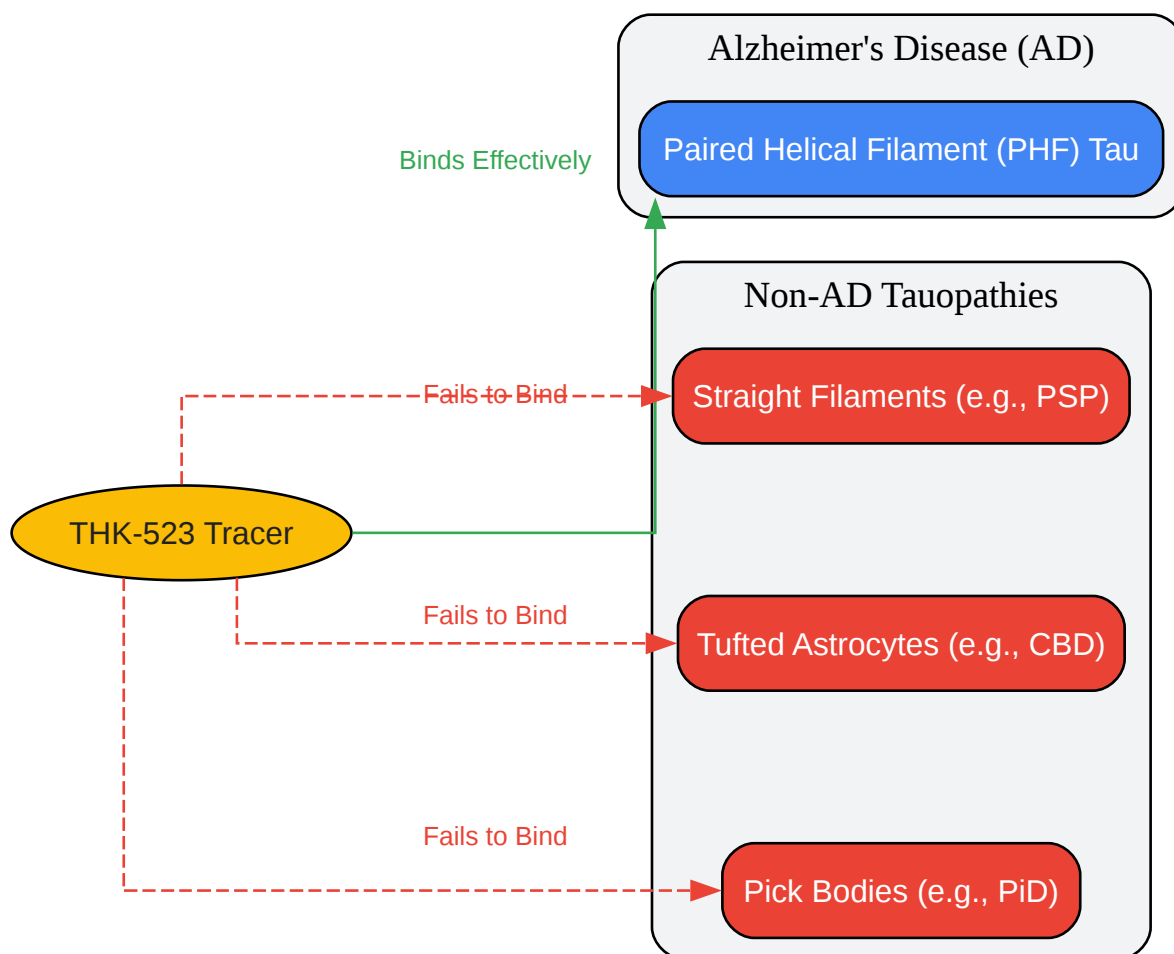 Alzheimer's Disease (AD)
Paired Helical Filament (PHF) Tau
Binds Effectively
Non-AD Tauopathies
Fails to Bind
Straight Filaments (e.g., PSP)
THK-523 Tracer
Fails to Bind
Tufted Astrocytes (e.g., CBD)
Fails to Bind
Pick Bodies (e.g., PiD)